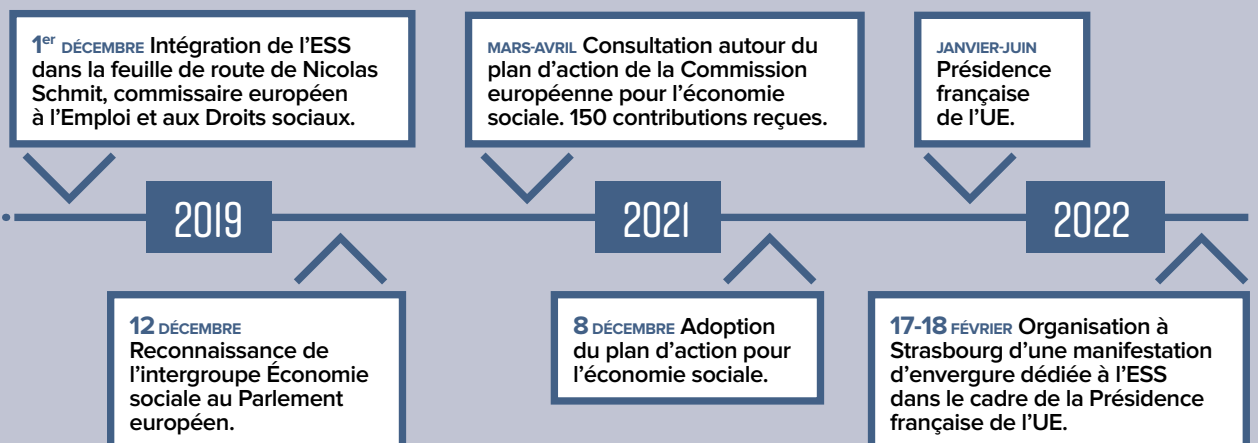 1er DÉCEMBRE Intégration de l’ESS
dans la feuille de route de Nicolas
Schmit, commissaire européen
à l’Emploi et aux Droits sociaux.
MARS-AVRIL Consultation autour du
plan d’action de la Commission
européenne pour l’économie
sociale. 150 contributions reçues.
JANVIER-JUIN
Présidence
française
de l’UE.
2019
2021
2022
12 DÉCEMBRE
Reconnaissance de
l’intergroupe Économie
sociale au Parlement
européen.
8 DÉCEMBRE Adoption
du plan d’action pour
l’économie sociale.
17-18 FÉVRIER Organisation à
Strasbourg d’une manifestation
d’envergure dédiée à l’ESS
dans le cadre de la Présidence
française de l’UE.